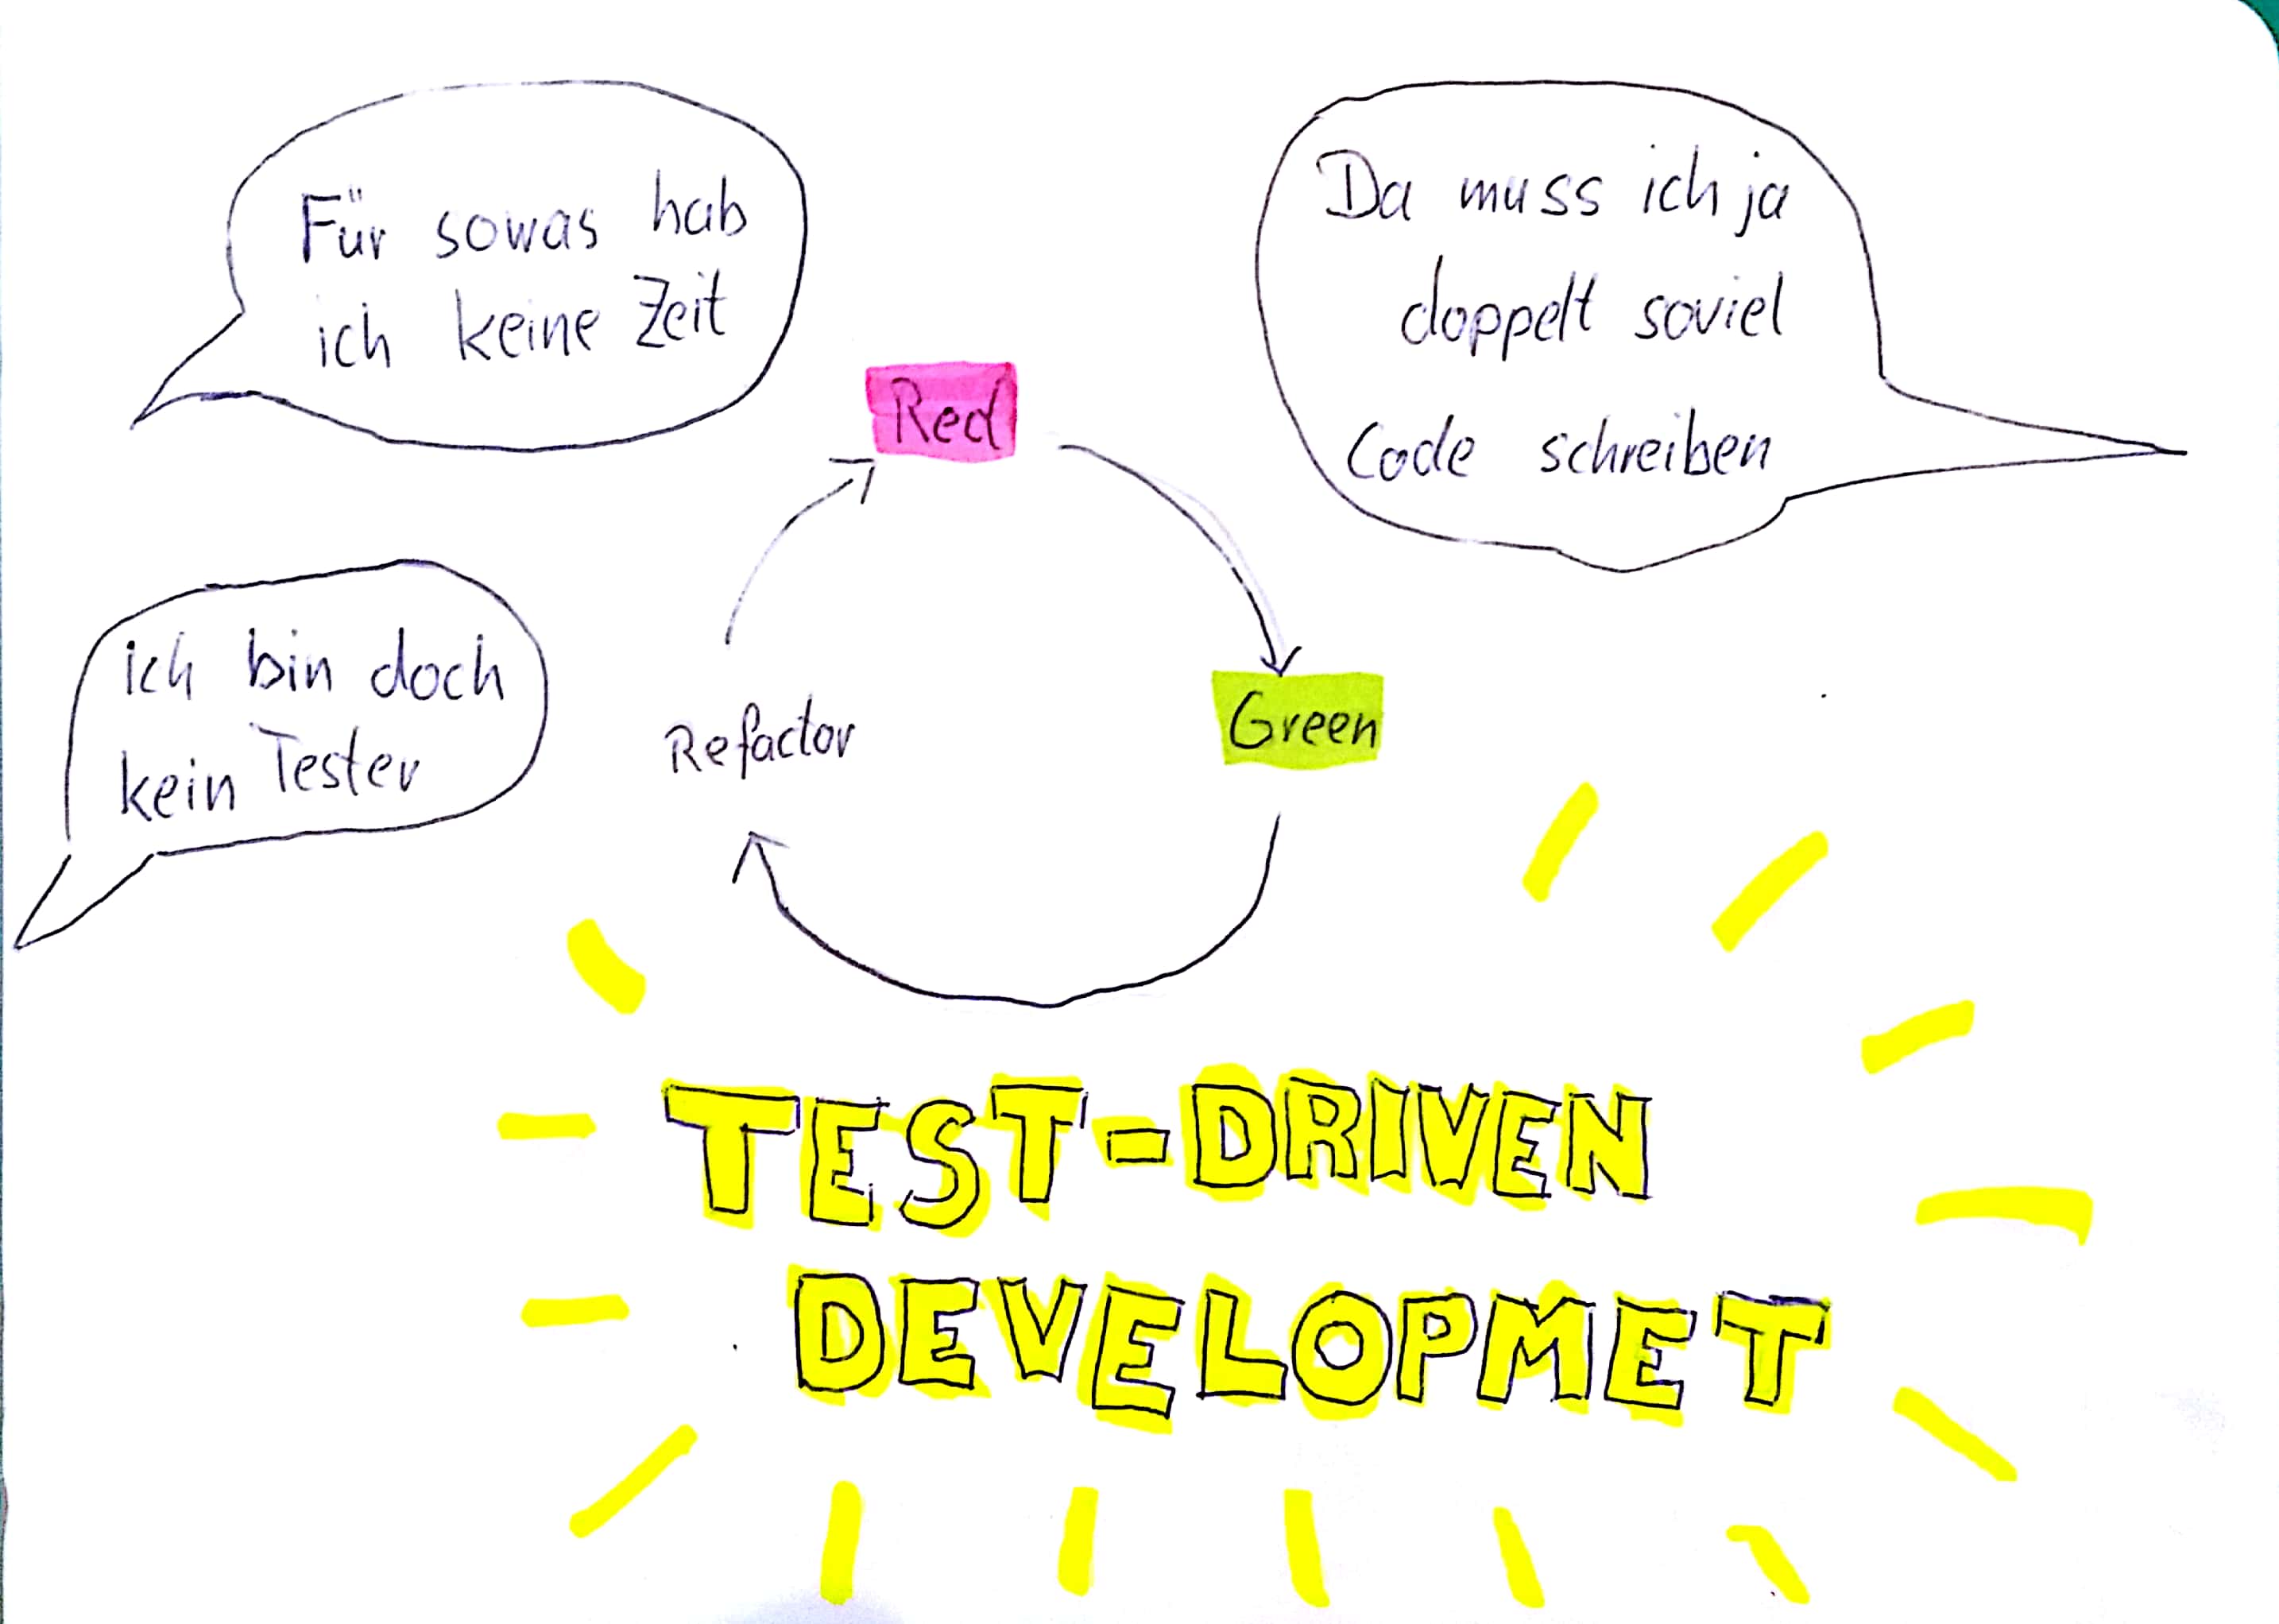 Für sowas hab
ich keine Zeit
Da muss ich ja
doppelt soviel
Code schreiben
Red
ich bin doch
kein Tester
Refactor
Green
TEST-DRIVEN
DEVELOPMET